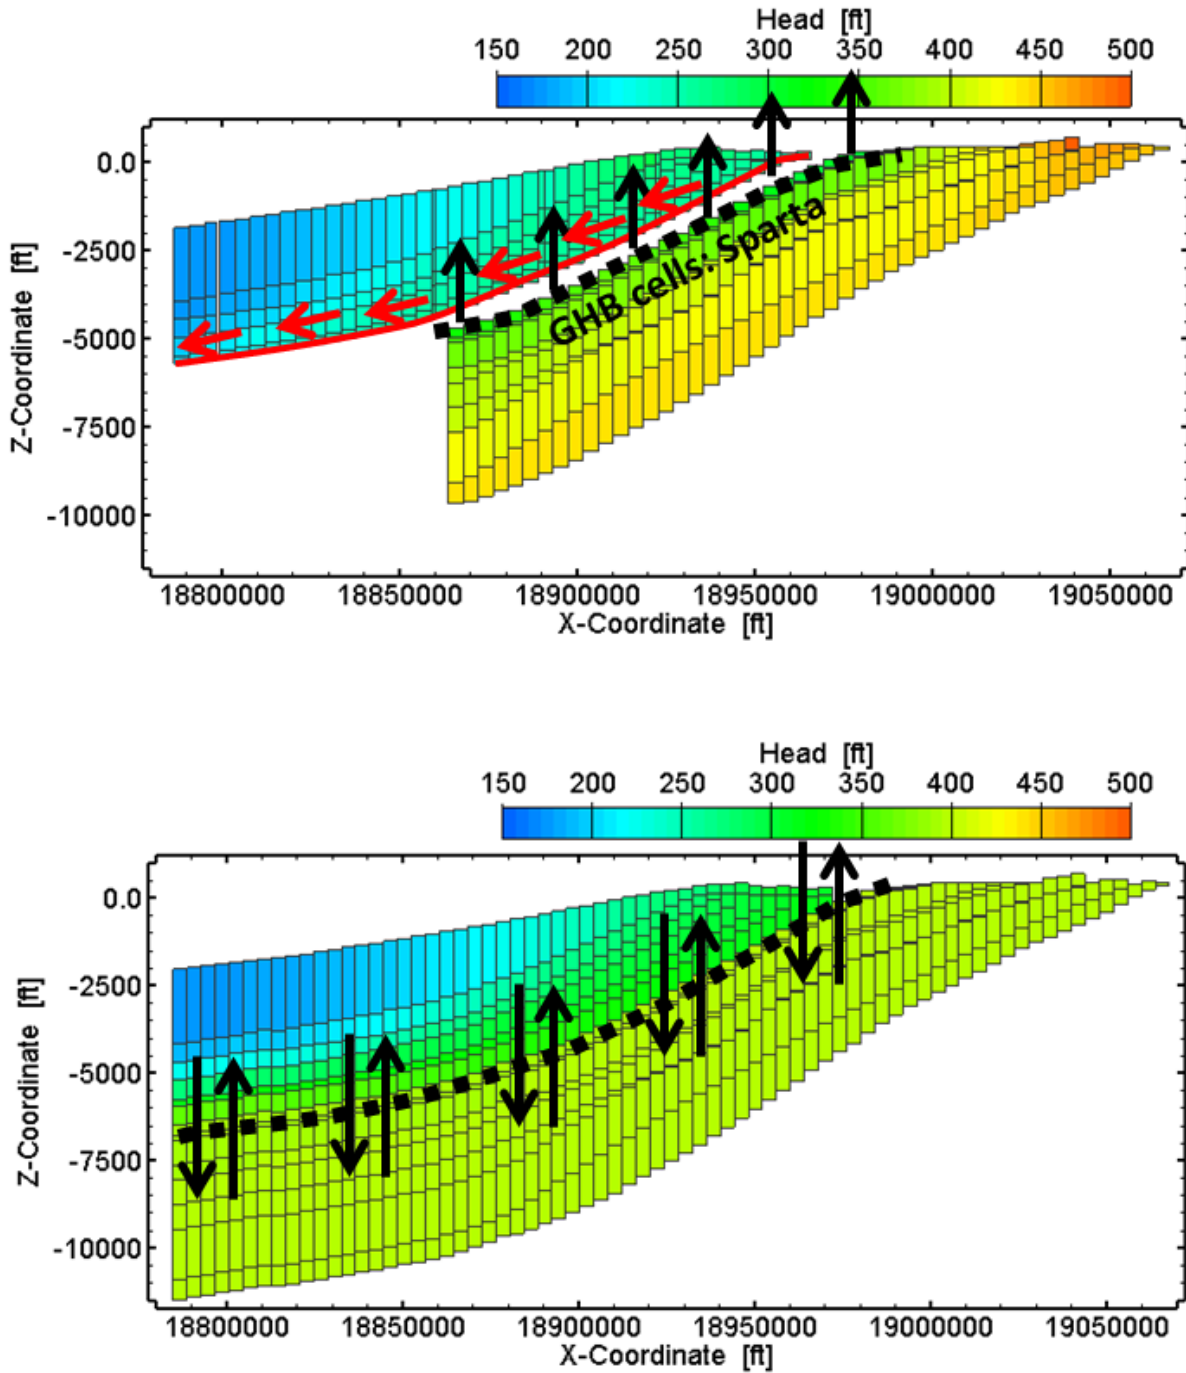 Head [ft]
150 200 250 300 350 400 450 500
0.0
-2500
-5000
-7500
-10000
Z-Coordinate [ft]
GHB cells: Sparta
18800000 18850000 18900000 18950000 19000000 19050000
X-Coordinate [ft]
Head [ft]
150 200 250 300 350 400 450 500
0.0
-2500
-5000
-7500
-10000
Z-Coordinate [ft]
18800000 18850000 18900000 18950000 19000000 19050000
X-Coordinate [ft]